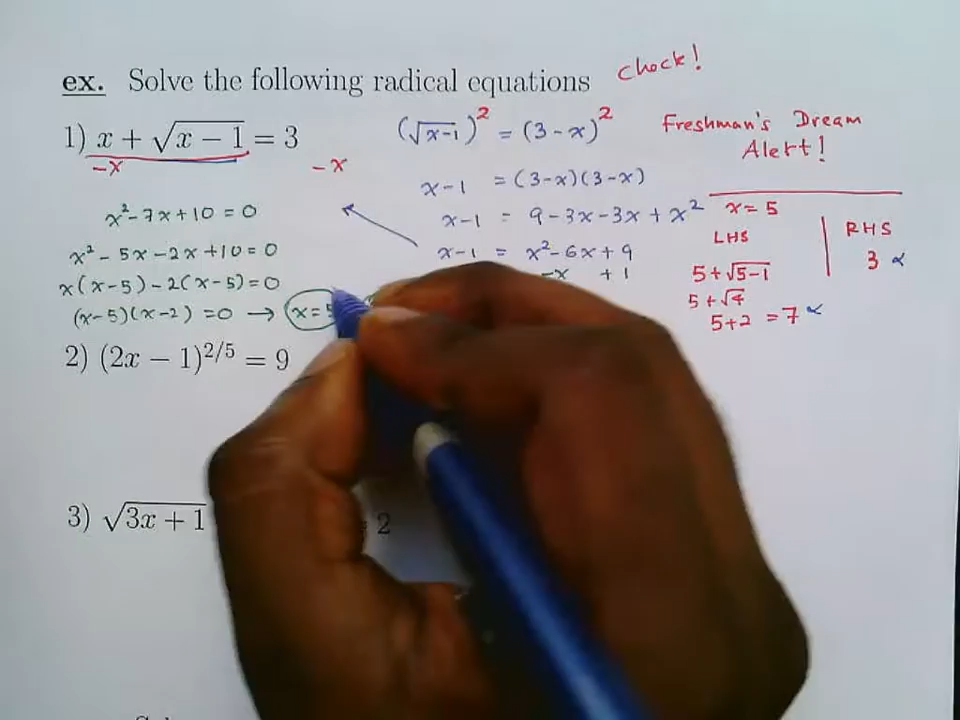 ex. Solve the following radical equations
check!
1) x + √(x − 1) = 3
−x −x
x² − 7x + 10 = 0
x² − 5x − 2x + 10 = 0
x(x−5) − 2(x−5) = 0
(x−5)(x−2) = 0 → x = 5
(√x−1)² = (3−x)²
x−1 = (3−x)(3−x)
x−1 = 9 − 3x − 3x + x²
x−1 = x² − 6x + 9
−x +1
Freshman's Dream
Alert!
x = 5
LHS RHS
5+√5−1 3 ∝
5+√4
5+2 = 7 ∝
2) (2x − 1)^{2/5} = 9
3) √3x + 1 2